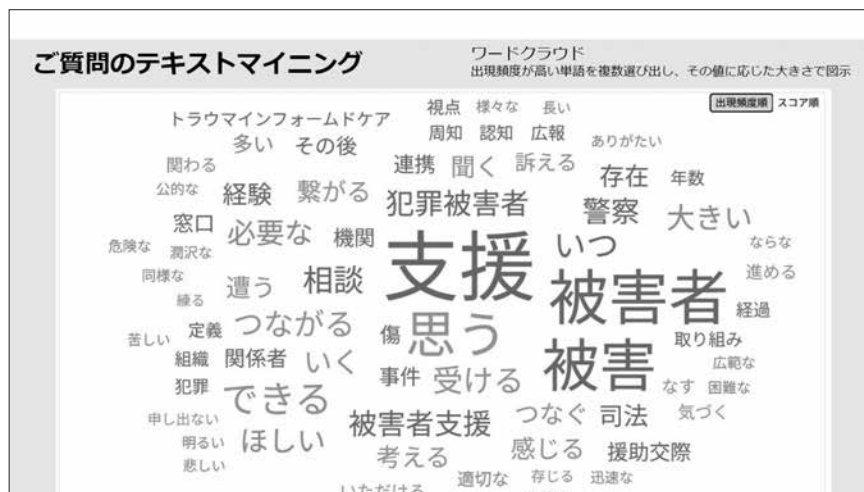 ご質問のテキストマイニング
ワードクラウド
出現頻度が高い単語を複数選び出し、その値に応じた大きさで図示
出現頻度順 スコア順
トラウマインフォームドケア 視点 様々な 長い
多い その後 周知 認知 広報 ありがたい
関わる 連携 聞く 訴える 存在 年数
公的な 経験 繋がる 犯罪被害者 警察 大きい
窓口 必要な 機関 支援 いつ ならな
危険な 潤沢な
同様な 遭う 相談 被害者 進める
練る 経過
苦しい 定義 つながる 傷 思う 取り組み
組織 関係者 いく 被害 広範な
犯罪 できる 事件 受ける なす 困難な
申し出ない 被害者支援 つなぐ 司法 気づく
明るい ほしい 考える 感じる 援助交際
悲しい 適切な 存じる 迅速な
いただける